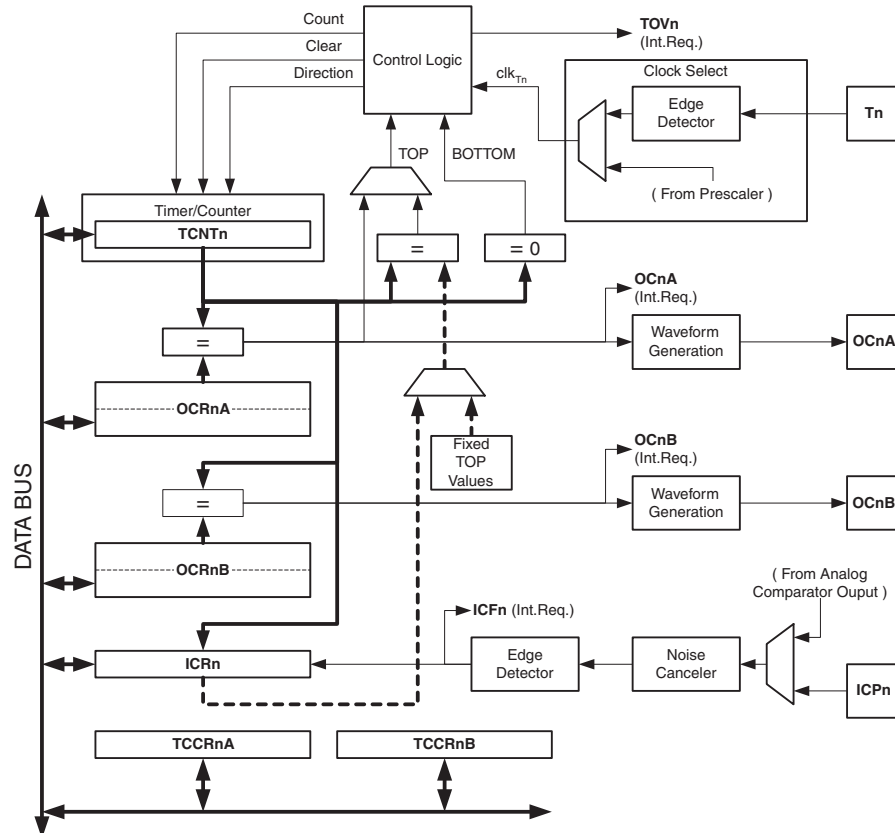 Count
Clear
Direction
Control Logic
TOVn
(Int.Req.)
clkTn
Clock Select
Edge
Detector
Tn
( From Prescaler )
TOP
BOTTOM
Timer/Counter
TCNTn
=
= 0
OCnA
(Int.Req.)
=
Waveform
Generation
OCnA
OCRnA
Fixed
TOP
Values
OCnB
(Int.Req.)
=
Waveform
Generation
OCnB
OCRnB
DATA BUS
( From Analog
Comparator Ouput )
ICFn (Int.Req.)
ICRn
Edge
Detector
Noise
Canceler
ICPn
TCCRnA
TCCRnB